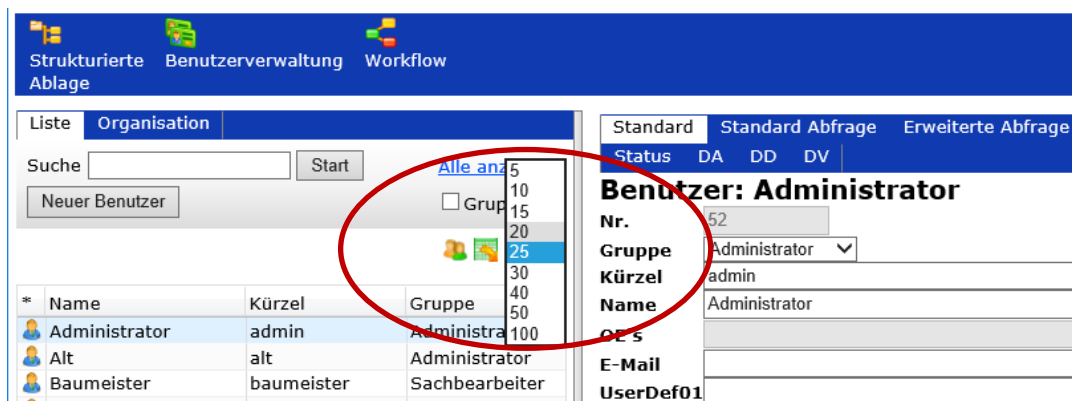 Strukturierte Ablage
Benutzerverwaltung
Workflow
Liste Organisation
Suche Start Alle anz
Neuer Benutzer Grup
5
10
15
20
25
30
40
50
100
* Name Kürzel Gruppe
Administrator admin Administra
Alt alt Administrator
Baumeister baumeister Sachbearbeiter
Standard Standard Abfrage Erweiterte Abfrage
Status DA DD DV
Benutzer: Administrator
Nr. 52
Gruppe Administrator
Kürzel admin
Name Administrator
OE's
E-Mail
UserDef01